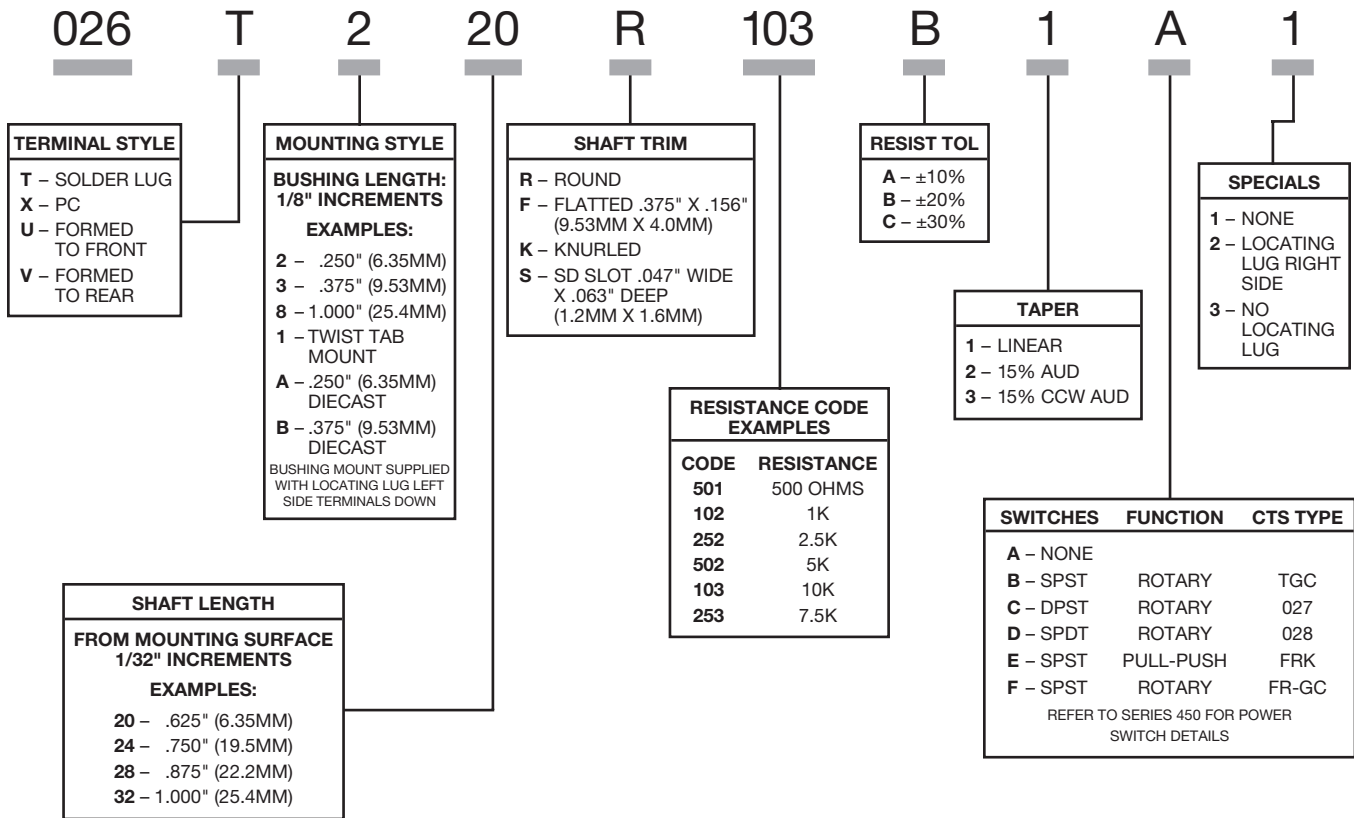 026 T 2 20 R 103 B 1 A 1
TERMINAL STYLE
T – SOLDER LUG
X – PC
U – FORMED
TO FRONT
V – FORMED
TO REAR
MOUNTING STYLE
BUSHING LENGTH:
1/8" INCREMENTS
EXAMPLES:
2 – .250" (6.35MM)
3 – .375" (9.53MM)
8 – 1.000" (25.4MM)
1 – TWIST TAB
MOUNT
A – .250" (6.35MM)
DIECAST
B – .375" (9.53MM)
DIECAST
BUSHING MOUNT SUPPLIED
WITH LOCATING LUG LEFT
SIDE TERMINALS DOWN
SHAFT TRIM
R – ROUND
F – FLATTED .375" X .156"
(9.53MM X 4.0MM)
K – KNURLED
S – SD SLOT .047" WIDE
X .063" DEEP
(1.2MM X 1.6MM)
RESIST TOL
A – ±10%
B – ±20%
C – ±30%
SPECIALS
1 – NONE
2 – LOCATING
LUG RIGHT
SIDE
3 – NO
LOCATING
LUG
TAPER
1 – LINEAR
2 – 15% AUD
3 – 15% CCW AUD
RESISTANCE CODE
EXAMPLES
CODE RESISTANCE
501 500 OHMS
102 1K
252 2.5K
502 5K
103 10K
253 7.5K
SWITCHES FUNCTION CTS TYPE
A – NONE
B – SPST ROTARY TGC
C – DPST ROTARY 027
D – SPDT ROTARY 028
E – SPST PULL-PUSH FRK
F – SPST ROTARY FR-GC
REFER TO SERIES 450 FOR POWER
SWITCH DETAILS
SHAFT LENGTH
FROM MOUNTING SURFACE
1/32" INCREMENTS
EXAMPLES:
20 – .625" (6.35MM)
24 – .750" (19.5MM)
28 – .875" (22.2MM)
32 – 1.000" (25.4MM)